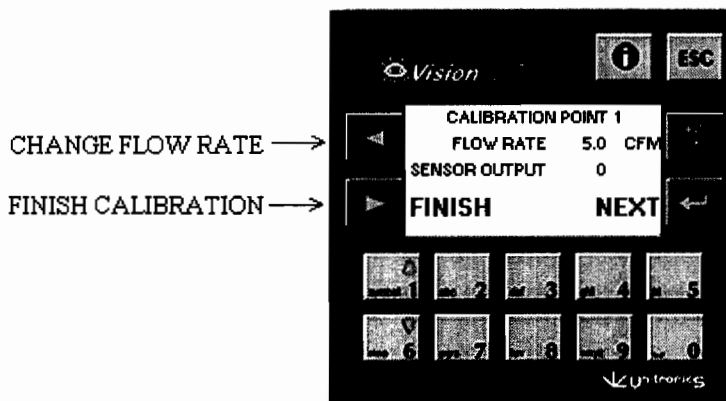 Vision
ESC
CALIBRATION POINT 1
CHANGE FLOW RATE
FLOW RATE 5.0 CFM
SENSOR OUTPUT 0
FINISH CALIBRATION
FINISH NEXT
1 2 3 4 5
6 7 8 9 0
unitronics